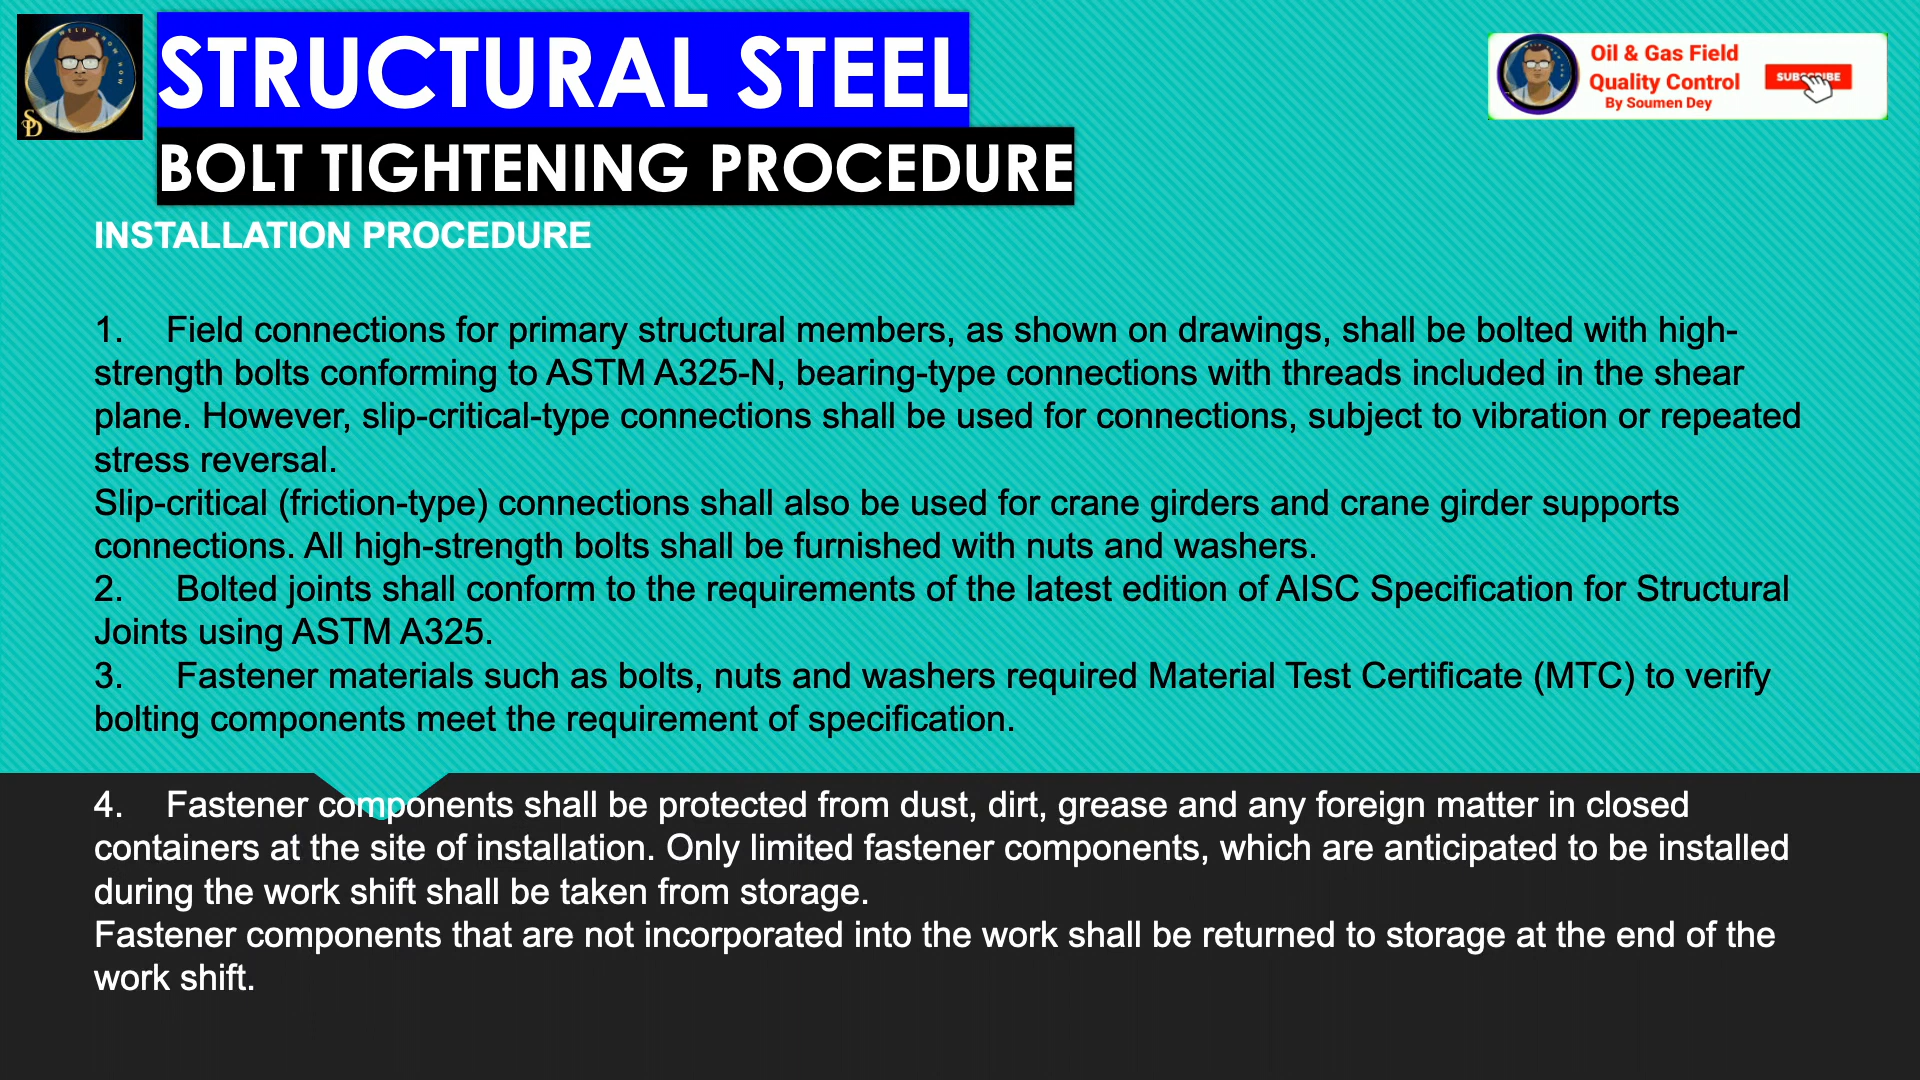 WELD KNOW HOW
SD
STRUCTURAL STEEL
BOLT TIGHTENING PROCEDURE
Oil & Gas Field
Quality Control
By Soumen Dey
SUBSCRIBE
INSTALLATION PROCEDURE
1. Field connections for primary structural members, as shown on drawings, shall be bolted with high-
strength bolts conforming to ASTM A325-N, bearing-type connections with threads included in the shear
plane. However, slip-critical-type connections shall be used for connections, subject to vibration or repeated
stress reversal.
Slip-critical (friction-type) connections shall also be used for crane girders and crane girder supports
connections. All high-strength bolts shall be furnished with nuts and washers.
2. Bolted joints shall conform to the requirements of the latest edition of AISC Specification for Structural
Joints using ASTM A325.
3. Fastener materials such as bolts, nuts and washers required Material Test Certificate (MTC) to verify
bolting components meet the requirement of specification.
4. Fastener components shall be protected from dust, dirt, grease and any foreign matter in closed
containers at the site of installation. Only limited fastener components, which are anticipated to be installed
during the work shift shall be taken from storage.
Fastener components that are not incorporated into the work shall be returned to storage at the end of the
work shift.